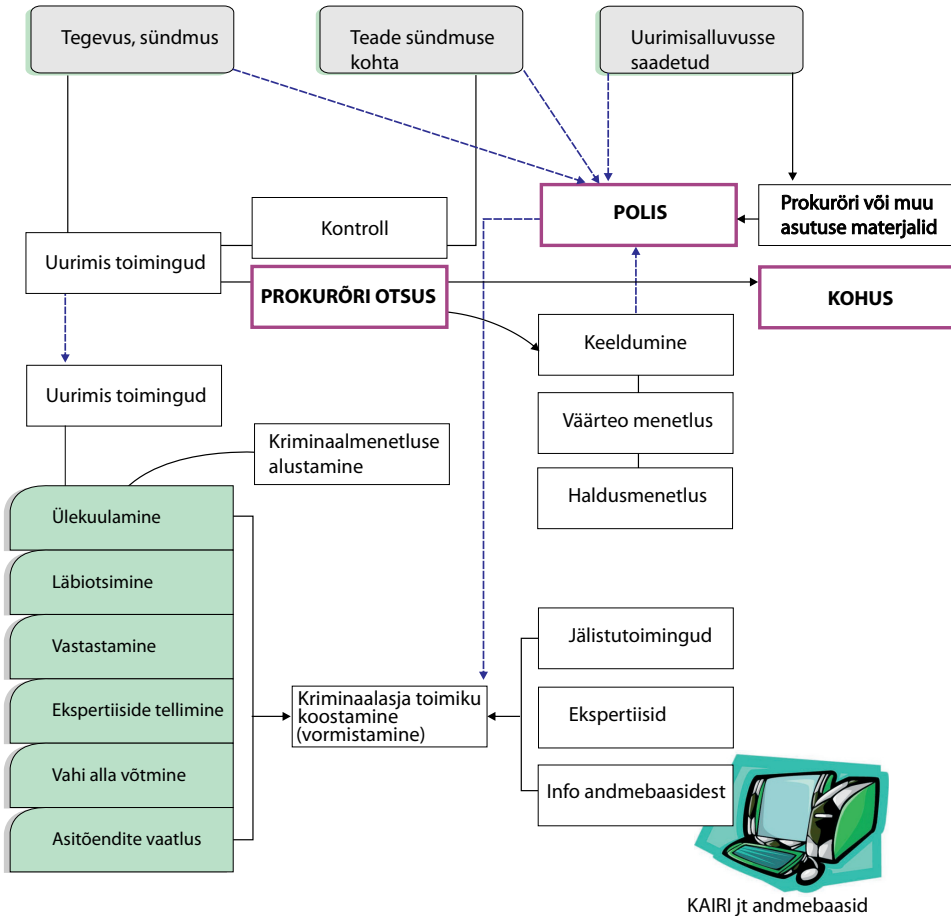 Tegevus, sündmus
Teade sündmuse
kohta
Uurimisalluvusse
saadetud
POLIS
Prokuröri või muu
asutuse materjalid
Kontroll
Uurimis toimingud
PROKURÖRI OTSUS
KOHUS
Keeldumine
Uurimis toimingud
Väärteo menetlus
Kriminaalmenetluse
alustamine
Haldusmenetlus
Ülekuulamine
Läbiotsimine
Vastastamine
Ekspertiiside tellimine
Vahi alla võtmine
Asitõendite vaatlus
Kriminaalasja toimiku
koostamine
(vormistamine)
Jälistutoimingud
Ekspertiisid
Info andmebaasidest
KAIRI jt andmebaasid